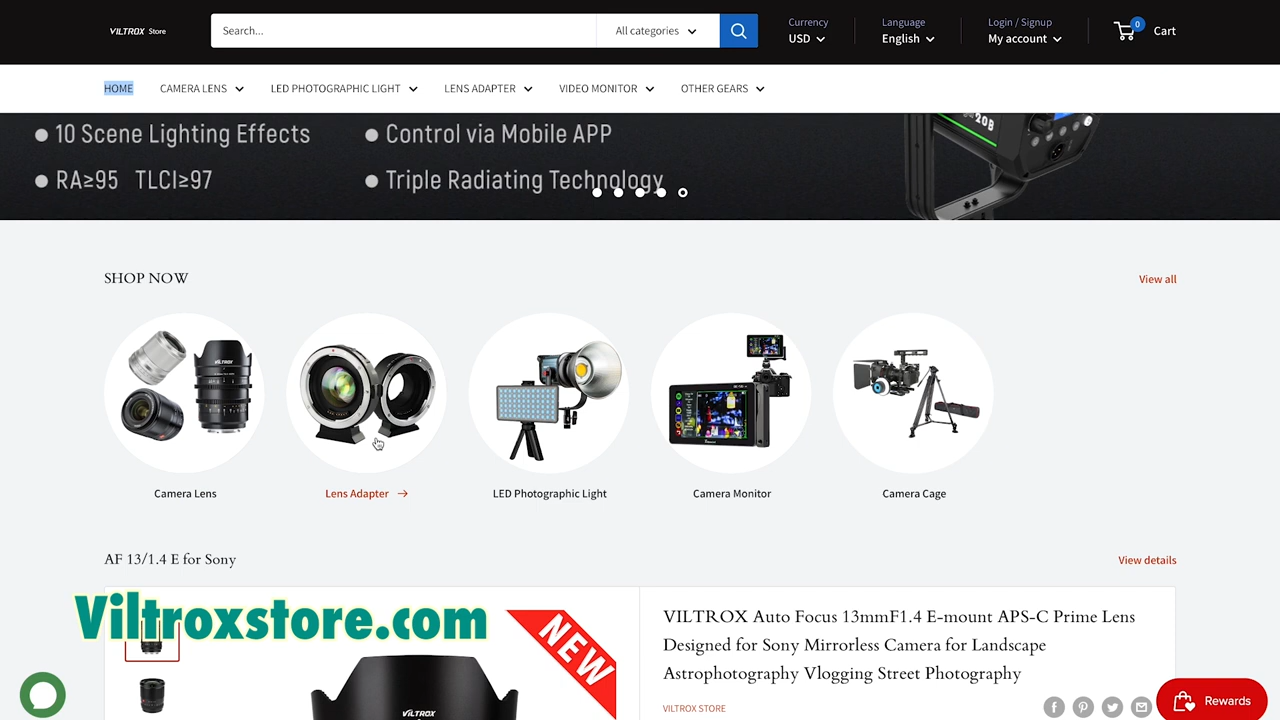 VILTROX Store
Search...
All categories
Currency
USD
Language
English
Login / Signup
My account
0
Cart
HOME
CAMERA LENS
LED PHOTOGRAPHIC LIGHT
LENS ADAPTER
VIDEO MONITOR
OTHER GEARS
10 Scene Lighting Effects
Control via Mobile APP
RA≥95 TLCI≥97
Triple Radiating Technology
20B
SHOP NOW
View all
VILTROX
Camera Lens
Lens Adapter
LED Photographic Light
Camera Monitor
Camera Cage
AF 13/1.4 E for Sony
View details
Viltroxstore.com
NEW
VILTROX
VILTROX Auto Focus 13mmF1.4 E-mount APS-C Prime Lens
Designed for Sony Mirrorless Camera for Landscape
Astrophotography Vlogging Street Photography
VILTROX STORE
Rewards